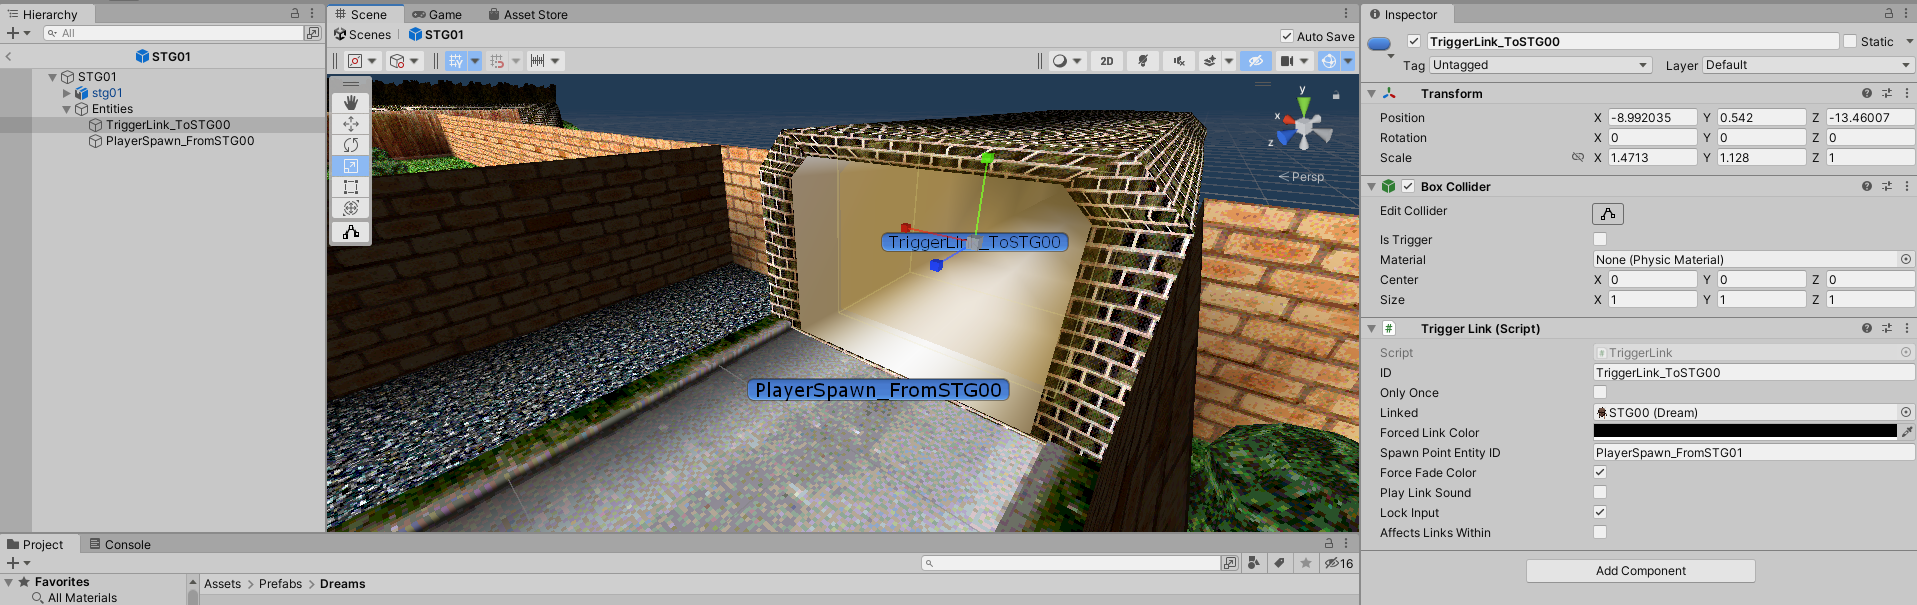 Hierarchy
All
STG01
STG01
stg01
Entities
TriggerLink_ToSTG00
PlayerSpawn_FromSTG00
Scene
Game
Asset Store
Scenes
STG01
Auto Save
2D
y
x
z
Persp
TriggerLink_ToSTG00
PlayerSpawn_FromSTG00
Inspector
TriggerLink_ToSTG00
Static
Tag Untagged
Layer Default
Transform
Position X -8.992035 Y 0.542 Z -13.46007
Rotation X 0 Y 0 Z 0
Scale X 1.4713 Y 1.128 Z 1
Box Collider
Edit Collider
Is Trigger
Material None (Physic Material)
Center X 0 Y 0 Z 0
Size X 1 Y 1 Z 1
# Trigger Link (Script)
Script # TriggerLink
ID TriggerLink_ToSTG00
Only Once
Linked STG00 (Dream)
Forced Link Color
Spawn Point Entity ID PlayerSpawn_FromSTG01
Force Fade Color
Play Link Sound
Lock Input
Affects Links Within
Add Component
Project
Console
16
Favorites
All Materials
Assets > Prefabs > Dreams